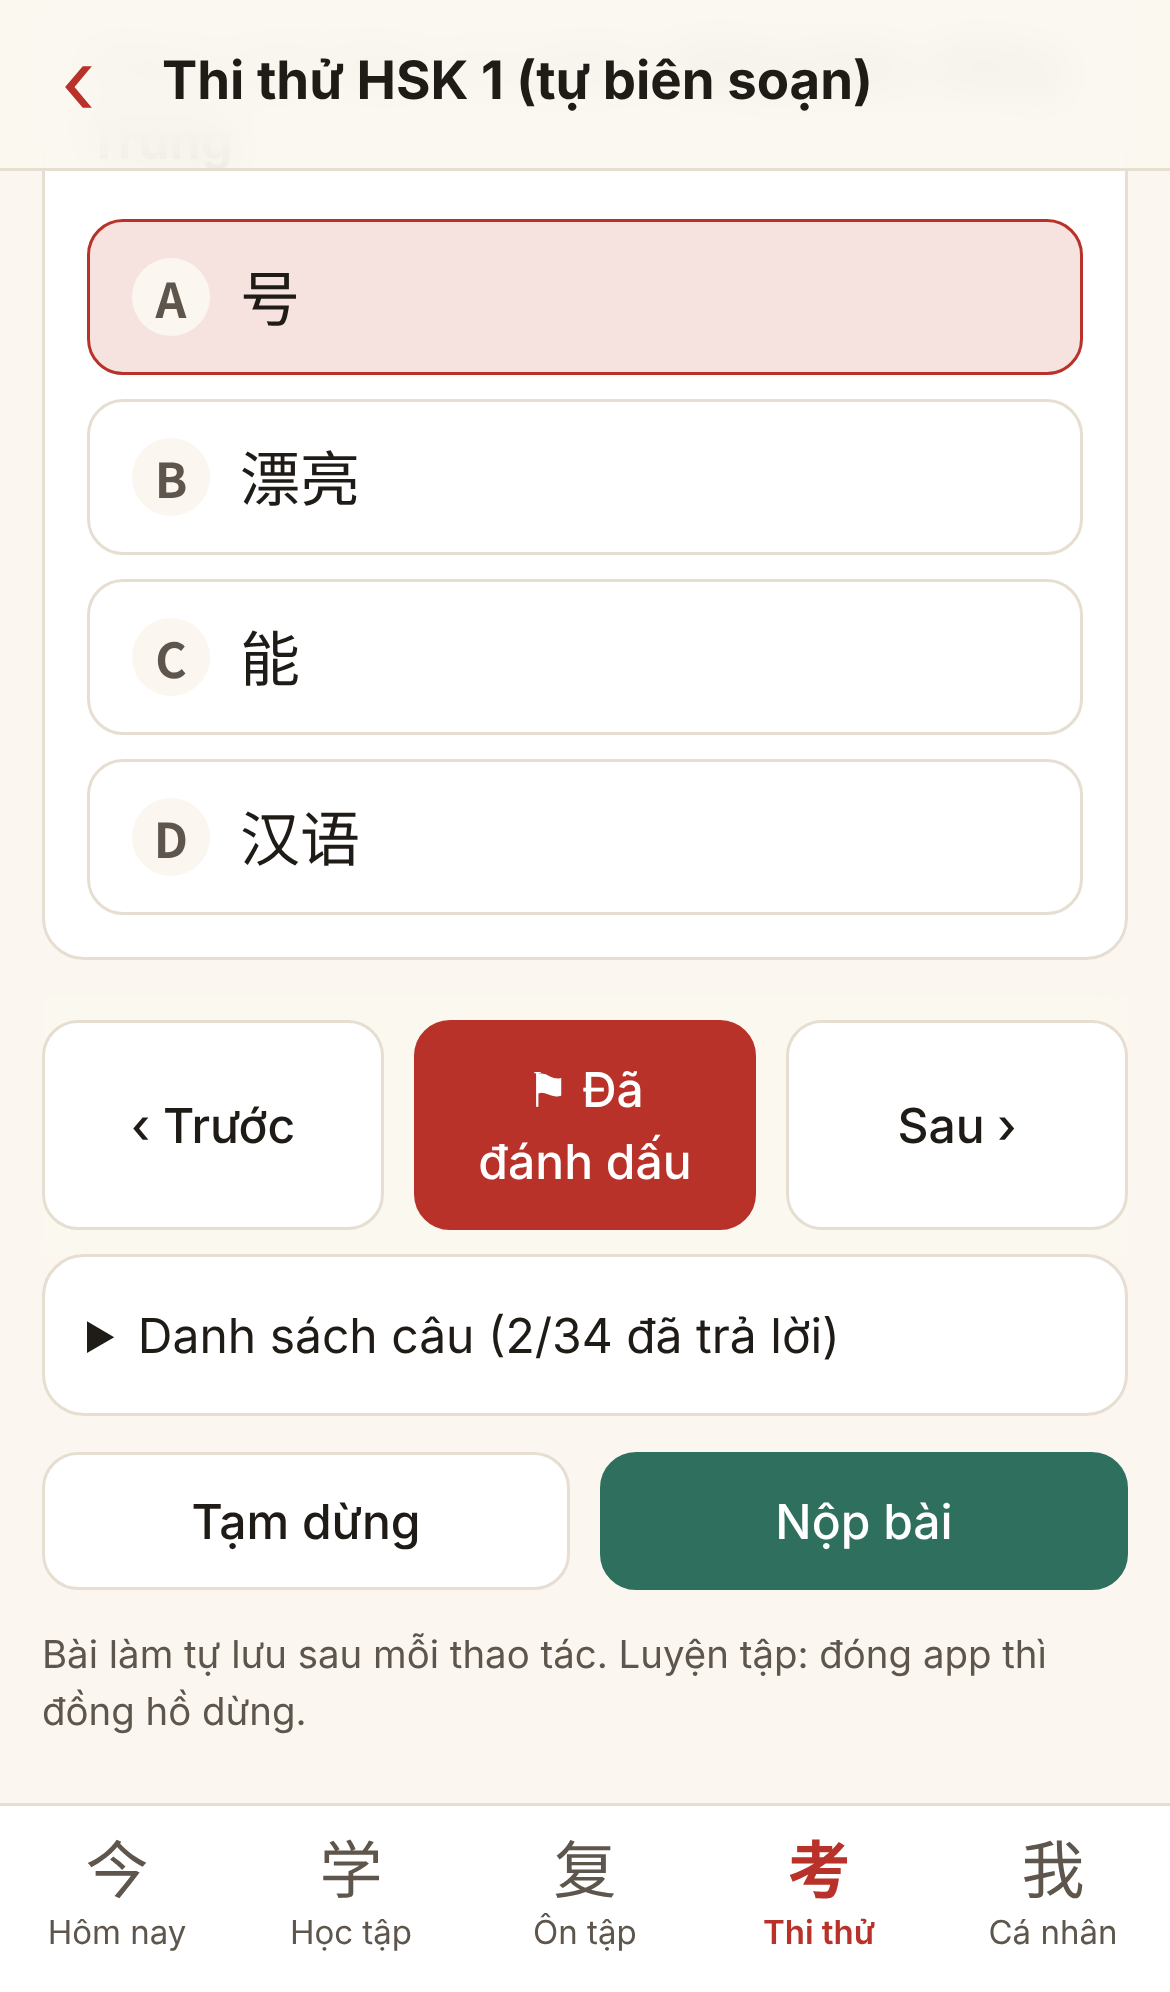 ‹ Thi thử HSK 1 (tự biên soạn)
Trung
A 号
B 漂亮
C 能
D 汉语
‹ Trước
⚑ Đã
đánh dấu
Sau ›
▶ Danh sách câu (2/34 đã trả lời)
Tạm dừng
Nộp bài
Bài làm tự lưu sau mỗi thao tác. Luyện tập: đóng app thì
đồng hồ dừng.
今 学 复 考 我
Hôm nay Học tập Ôn tập Thi thử Cá nhân